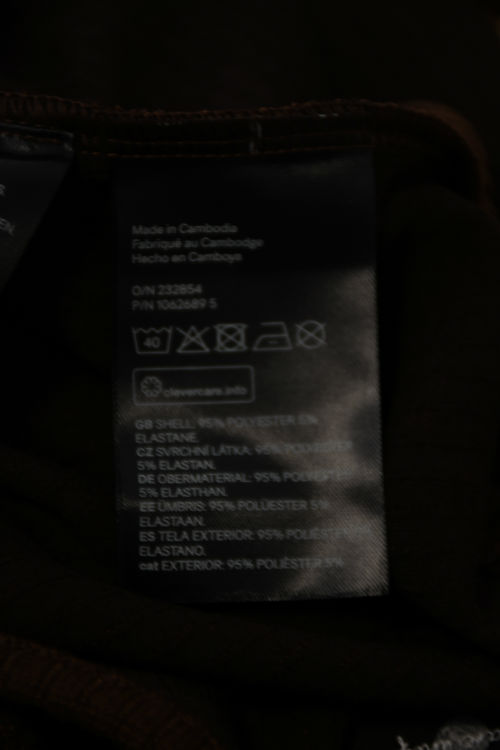 Made in Cambodia
Fabriqué au Cambodge
Hecho en Camboya
O/N 232854
P/N 1062689 5
40
clevercare.info
GB SHELL: 95% POLYESTER 5%
ELASTANE.
CZ SVRCHNÍ LÁTKA: 95% POLYESTER
5% ELASTAN.
DE OBERMATERIAL: 95% POLYESTER
5% ELASTHAN.
EE ÜMBRIS: 95% POLÜESTER 5%
ELASTAAN.
ES TELA EXTERIOR: 95% POLIÉSTER
ELASTANO.
cat EXTERIOR: 95% POLIÈSTER 5%